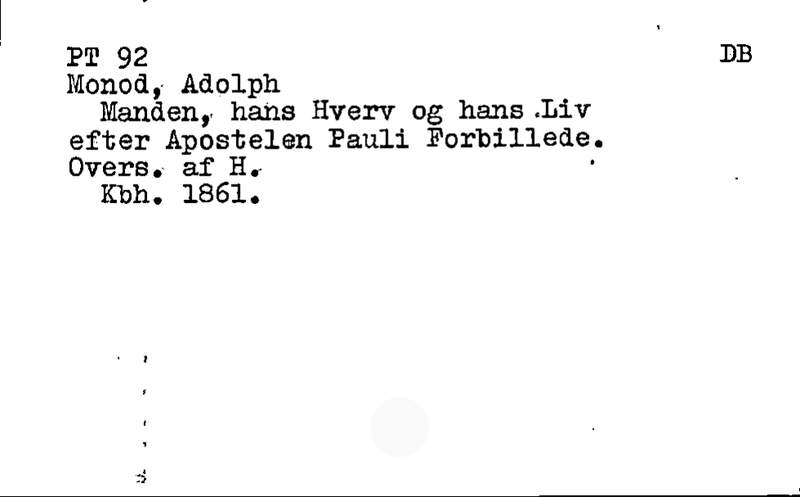 PT 92 DB
Monod, Adolph
Manden, hans Hverv og hans Liv
efter Apostelen Pauli Forbillede.
Overs. af H.
Kbh. 1861.